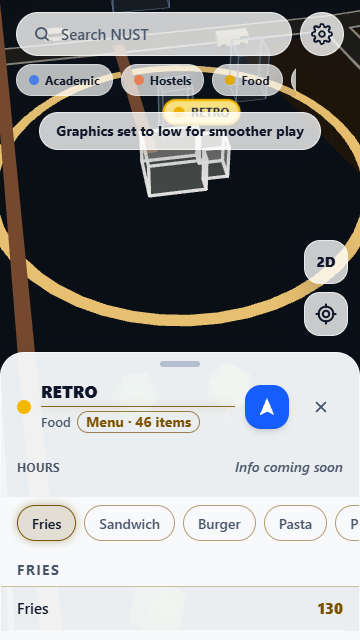 Search NUST
Academic
Hostels
Food
RETRO
Graphics set to low for smoother play
2D
RETRO
Food
Menu · 46 items
HOURS
Info coming soon
Fries
Sandwich
Burger
Pasta
FRIES
Fries 130